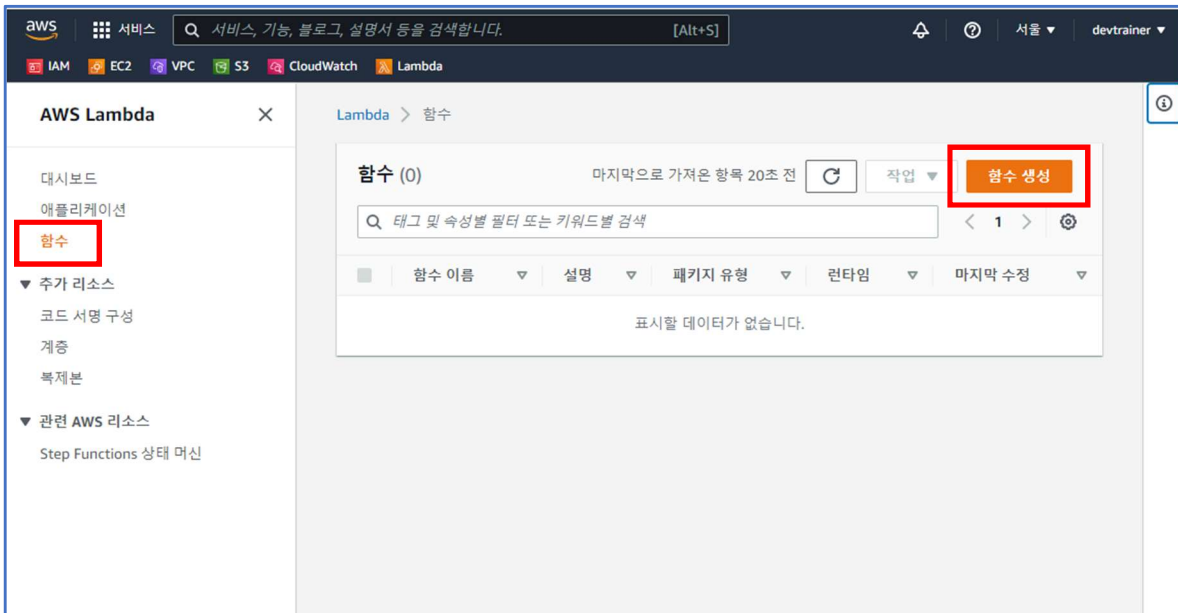 aws 서비스 서비스, 기능, 블로그, 설명서 등을 검색합니다. [Alt+S] 서울 ▼ devtrainer ▼
IAM EC2 VPC S3 CloudWatch Lambda
AWS Lambda
대시보드
애플리케이션
함수
▼ 추가 리소스
코드 서명 구성
계층
복제본
▼ 관련 AWS 리소스
Step Functions 상태 머신
Lambda > 함수
함수 (0) 마지막으로 가져온 항목 20초 전 작업 ▼ 함수 생성
태그 및 속성별 필터 또는 키워드별 검색 < 1 >
함수 이름 설명 패키지 유형 런타임 마지막 수정
표시할 데이터가 없습니다.